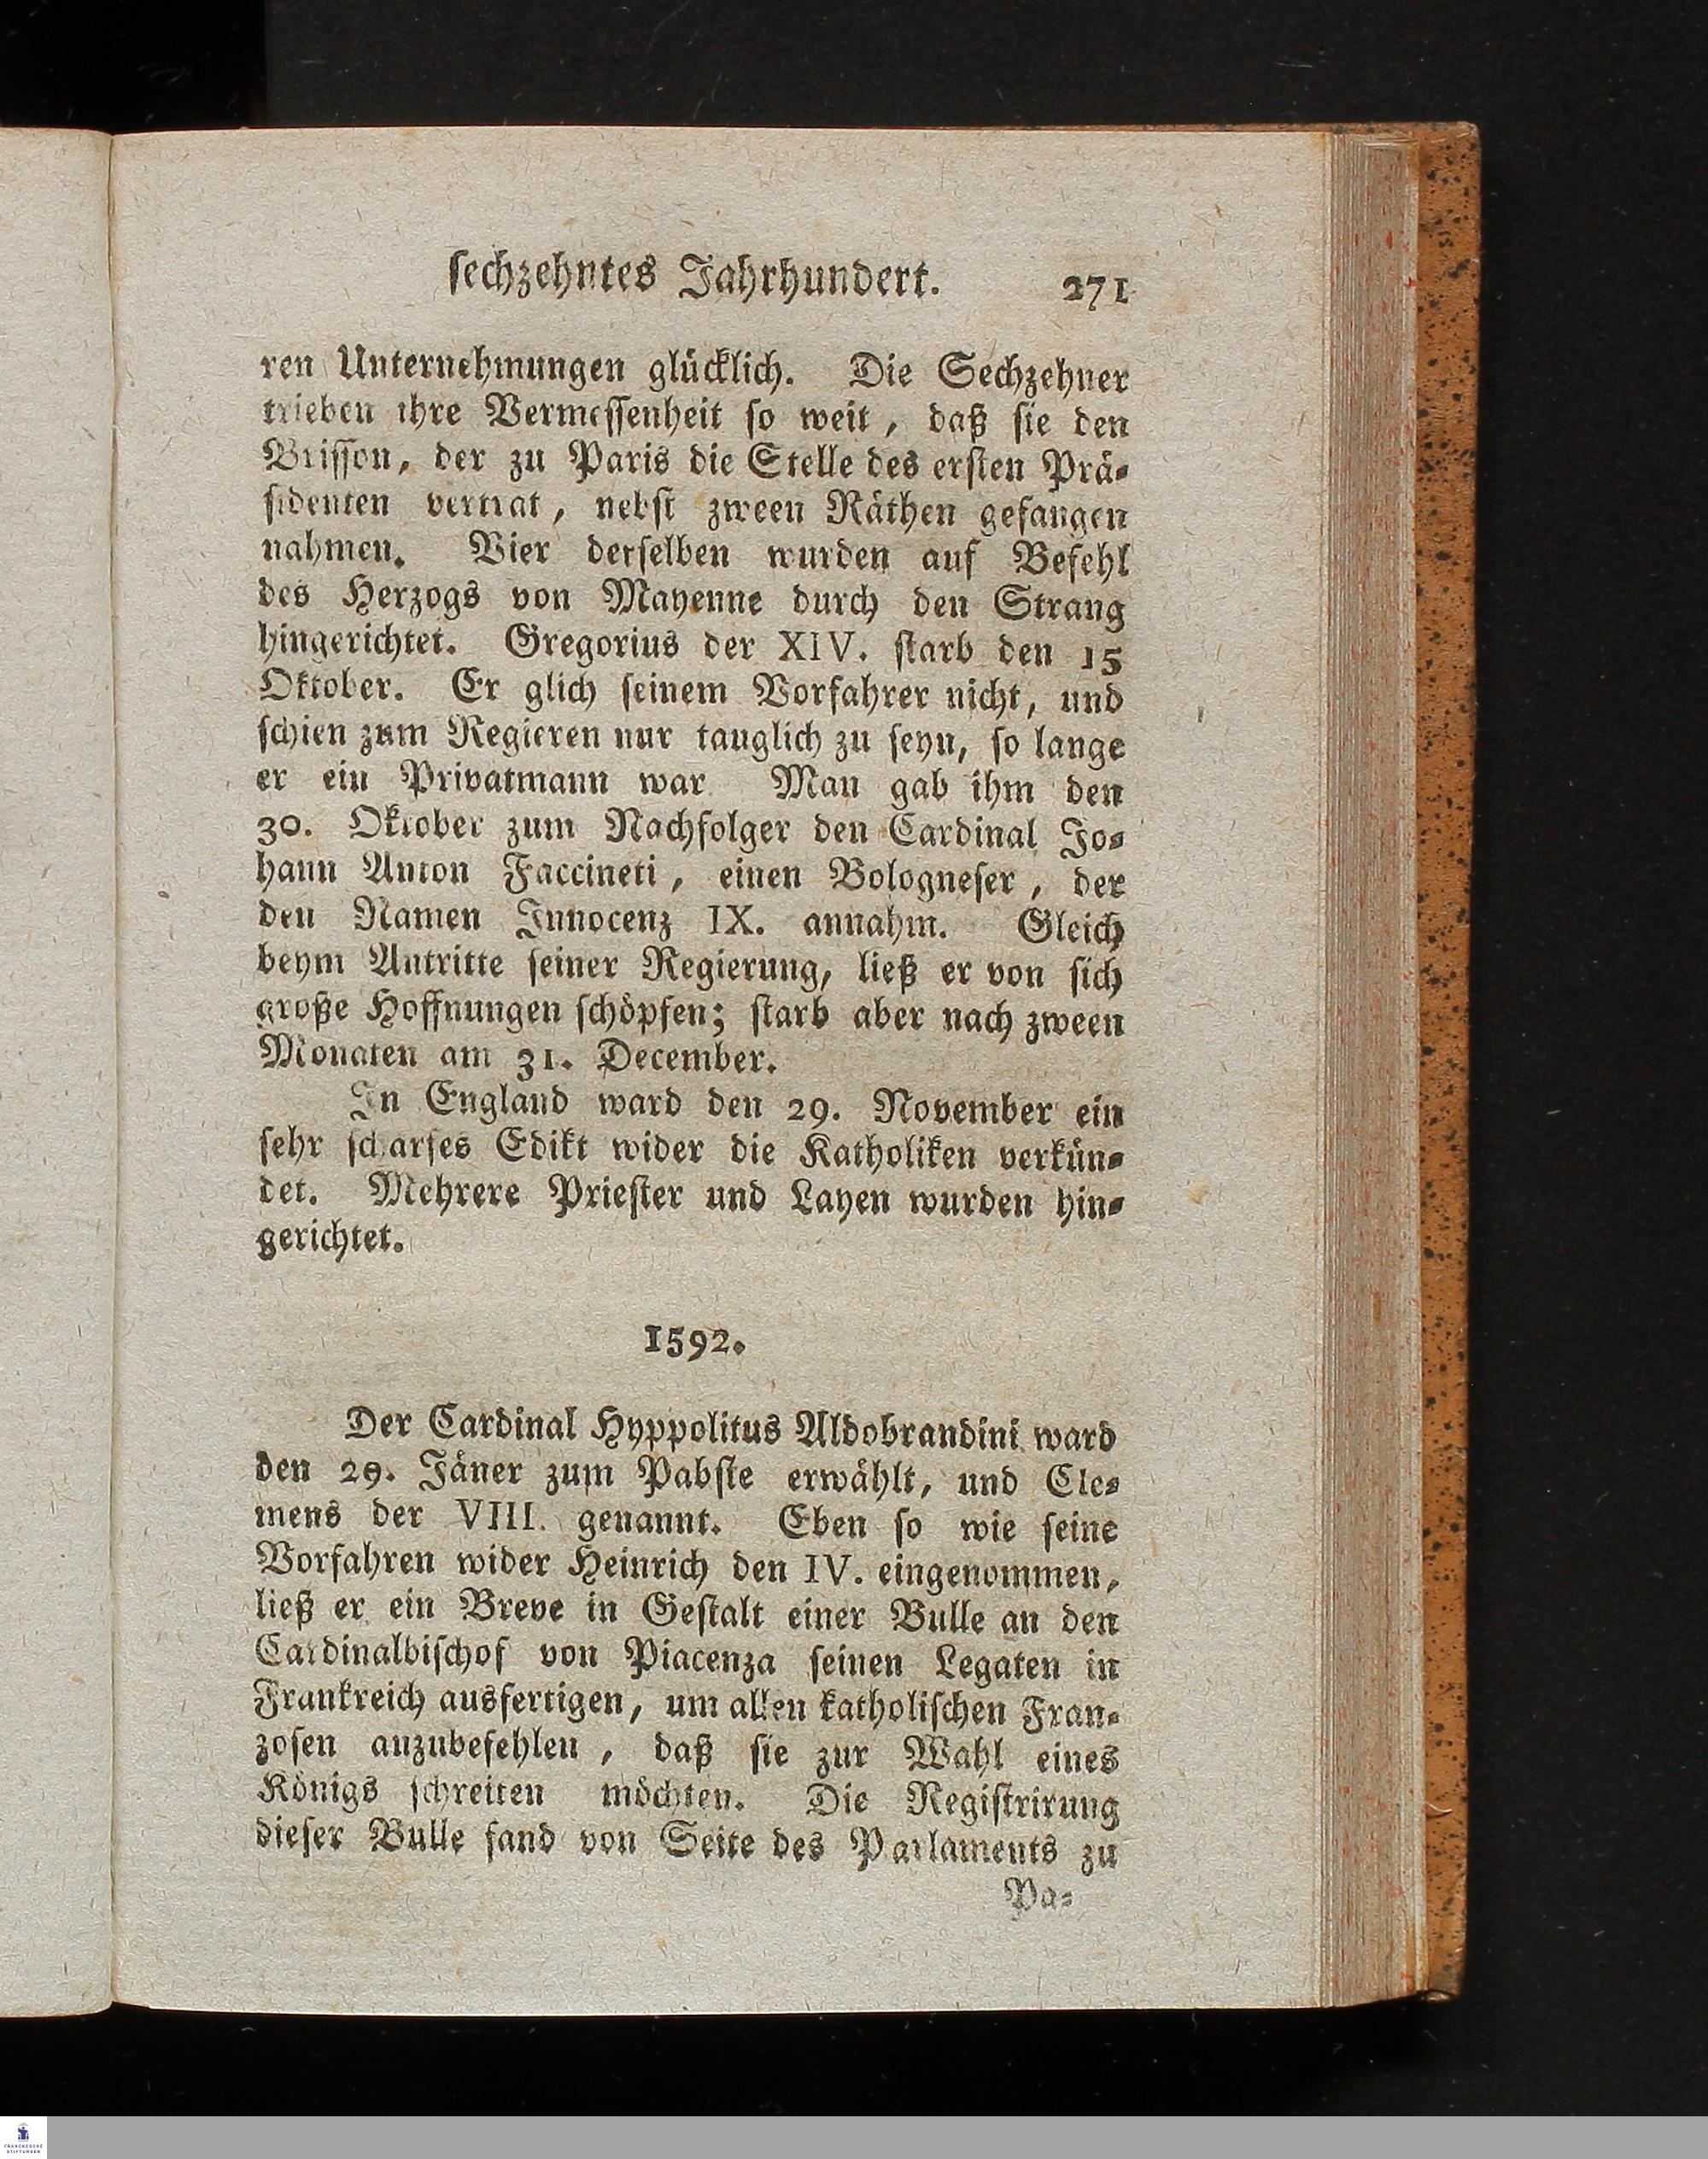 sechzehntes Jahrhundert. 271
ren Unternehmungen glücklich. Die Sechzehner
trieben ihre Vermessenheit so weit, daß sie den
Brisson, der zu Paris die Stelle des ersten Prä-
sidenten vertrat, nebst zween Räthen gefangen
nahmen. Vier derselben wurden auf Befehl
des Herzogs von Mayenne durch den Strang
hingerichtet. Gregorius der XIV. starb den 15
Oktober. Er glich seinem Vorfahrer nicht, und
schien zum Regieren nur tauglich zu seyn, so lange
er ein Privatmann war Man gab ihm den
30. Oktober zum Nachfolger den Cardinal Jo-
hann Anton Faccineti, einen Bologneser, der
den Namen Innocenz IX. annahm. Gleich
beym Antritte seiner Regierung, ließ er von sich
große Hoffnungen schöpfen; starb aber nach zween
Monaten am 31. December.
In England ward den 29. November ein
sehr scharfes Edikt wider die Katholiken verkün-
det. Mehrere Priester und Layen wurden hin-
gerichtet.
1592.
Der Cardinal Hyppolitus Aldobrandini ward
den 29. Jäner zum Pabste erwählt, und Cle-
mens der VIII. genannt. Eben so wie seine
Vorfahren wider Heinrich den IV. eingenommen,
ließ er ein Breve in Gestalt einer Bulle an den
Cardinalbischof von Piacenza seinen Legaten in
Frankreich ausfertigen, um allen katholischen Fran-
zosen anzubefehlen, daß sie zur Wahl eines
Königs schreiten möchten. Die Registrirung
dieser Bulle fand von Seite des Parlaments zu
Pa-
FRANCKESCHE
STIFTUNGEN